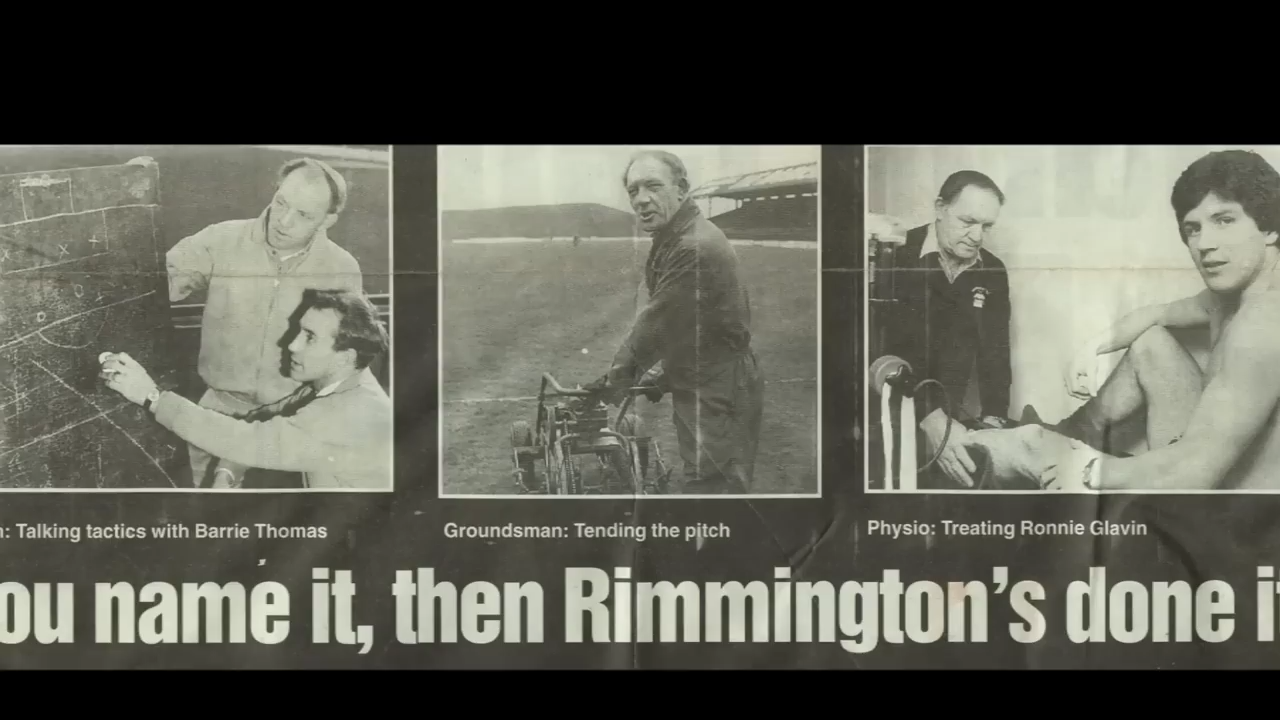 n: Talking tactics with Barrie Thomas
Groundsman: Tending the pitch
Physio: Treating Ronnie Glavin
ou name it, then Rimmington's done it